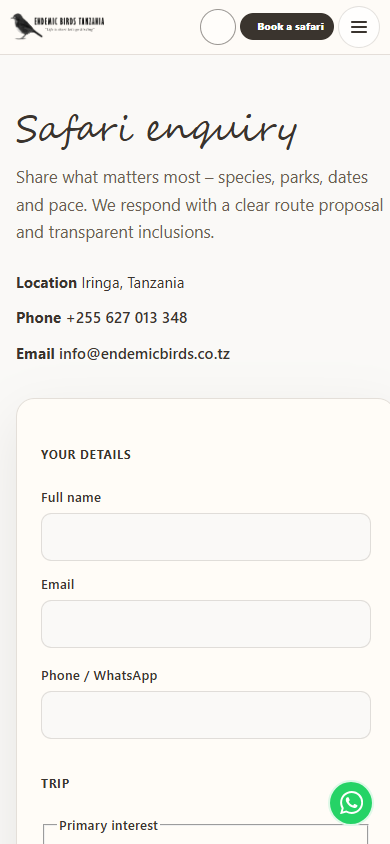 ENDEMIC BIRDS TANZANIA
Book a safari
Safari enquiry
Share what matters most – species, parks, dates
and pace. We respond with a clear route proposal
and transparent inclusions.
Location Iringa, Tanzania
Phone +255 627 013 348
Email info@endemicbirds.co.tz
YOUR DETAILS
Full name
Email
Phone / WhatsApp
TRIP
Primary interest